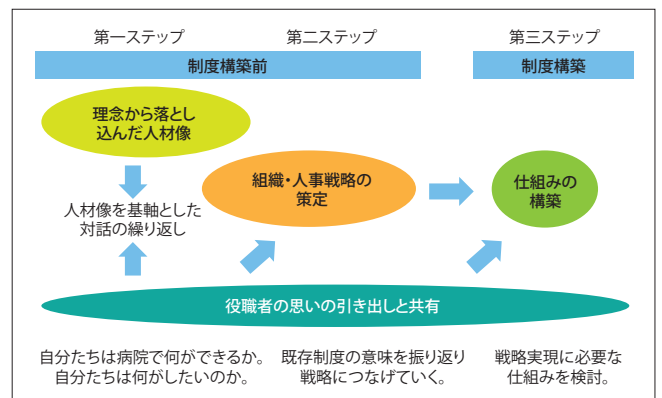 第一ステップ
第二ステップ
第三ステップ
制度構築前
制度構築
理念から落とし
込んだ人材像
人材像を基軸とした
対話の繰り返し
組織・人事戦略の
策定
仕組みの
構築
役職者の思いの引き出しと共有
自分たちは病院で何ができるか。
自分たちは何がしたいのか。
既存制度の意味を振り返り
戦略につなげていく。
戦略実現に必要な
仕組みを検討。